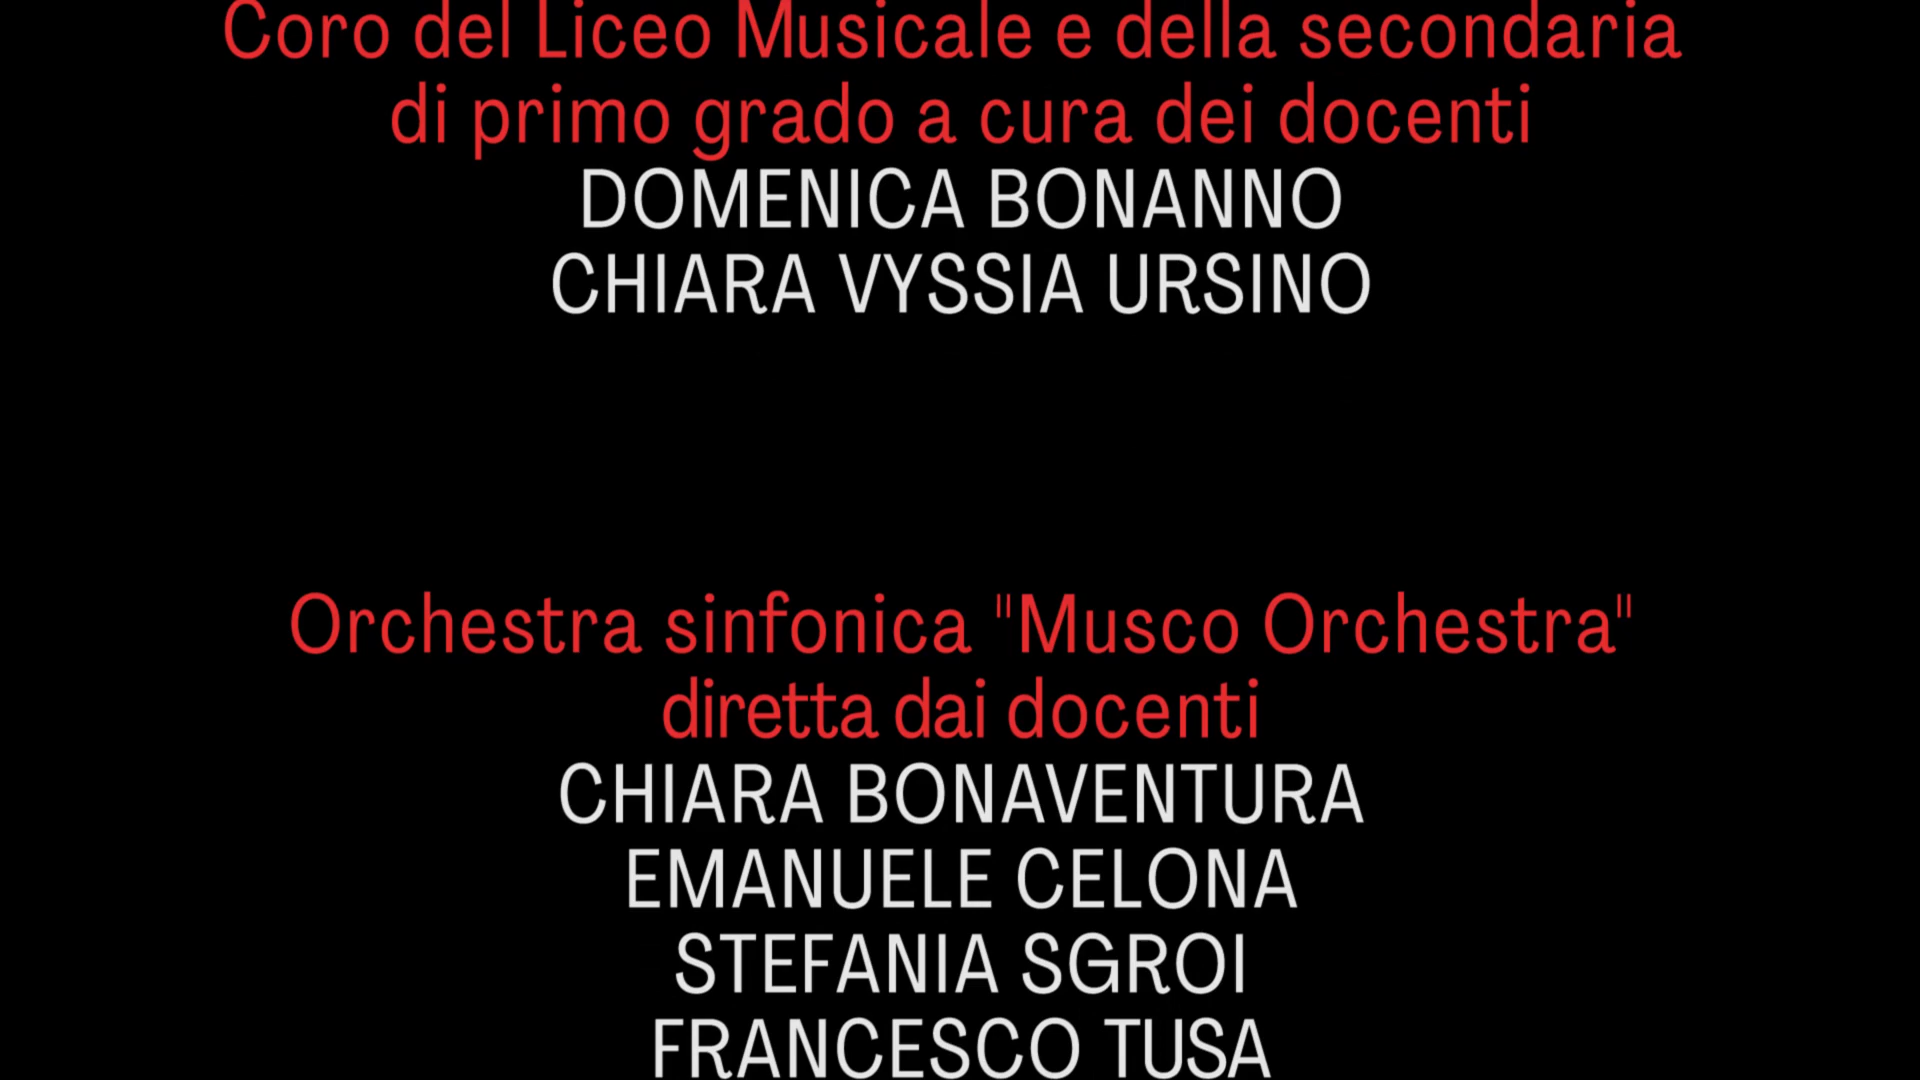 Coro del Liceo Musicale e della secondaria
di primo grado a cura dei docenti
DOMENICA BONANNO
CHIARA VYSSIA URSINO
Orchestra sinfonica "Musco Orchestra"
diretta dai docenti
CHIARA BONAVENTURA
EMANUELE CELONA
STEFANIA SGROI
FRANCESCO TUSA